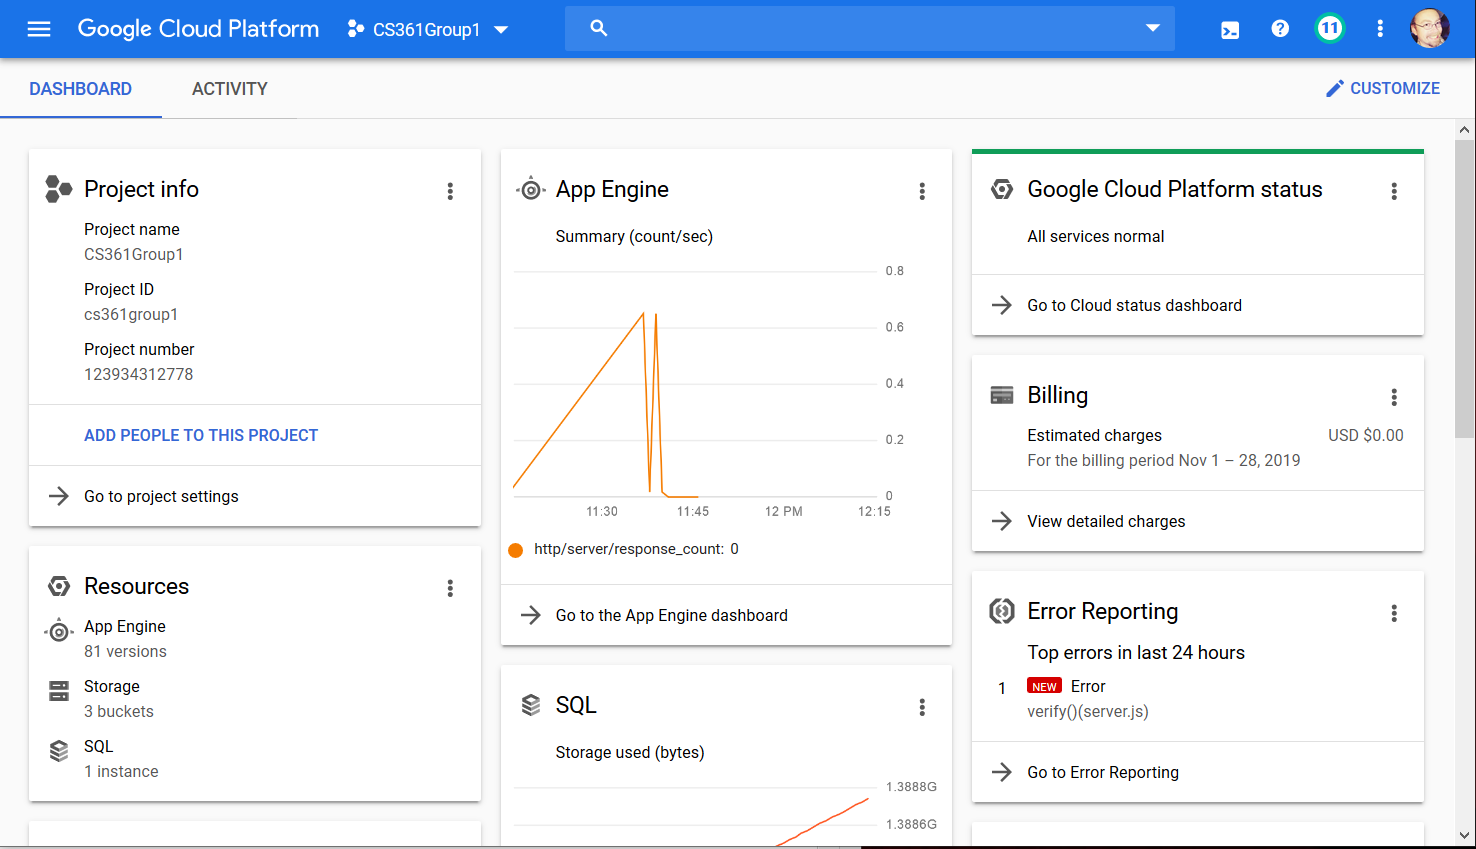 Google Cloud Platform
CS361Group1
11
DASHBOARD
ACTIVITY
CUSTOMIZE
Project info
Project name
CS361Group1
Project ID
cs361group1
Project number
123934312778
ADD PEOPLE TO THIS PROJECT
Go to project settings
Resources
App Engine
81 versions
Storage
3 buckets
SQL
1 instance
App Engine
Summary (count/sec)
0.8
0.6
0.4
0.2
0
11:30 11:45 12 PM 12:15
http/server/response_count: 0
Go to the App Engine dashboard
SQL
Storage used (bytes)
1.3888G
1.3886G
Google Cloud Platform status
All services normal
Go to Cloud status dashboard
Billing
Estimated charges USD $0.00
For the billing period Nov 1 – 28, 2019
View detailed charges
Error Reporting
Top errors in last 24 hours
1 NEW Error
verify()(server.js)
Go to Error Reporting